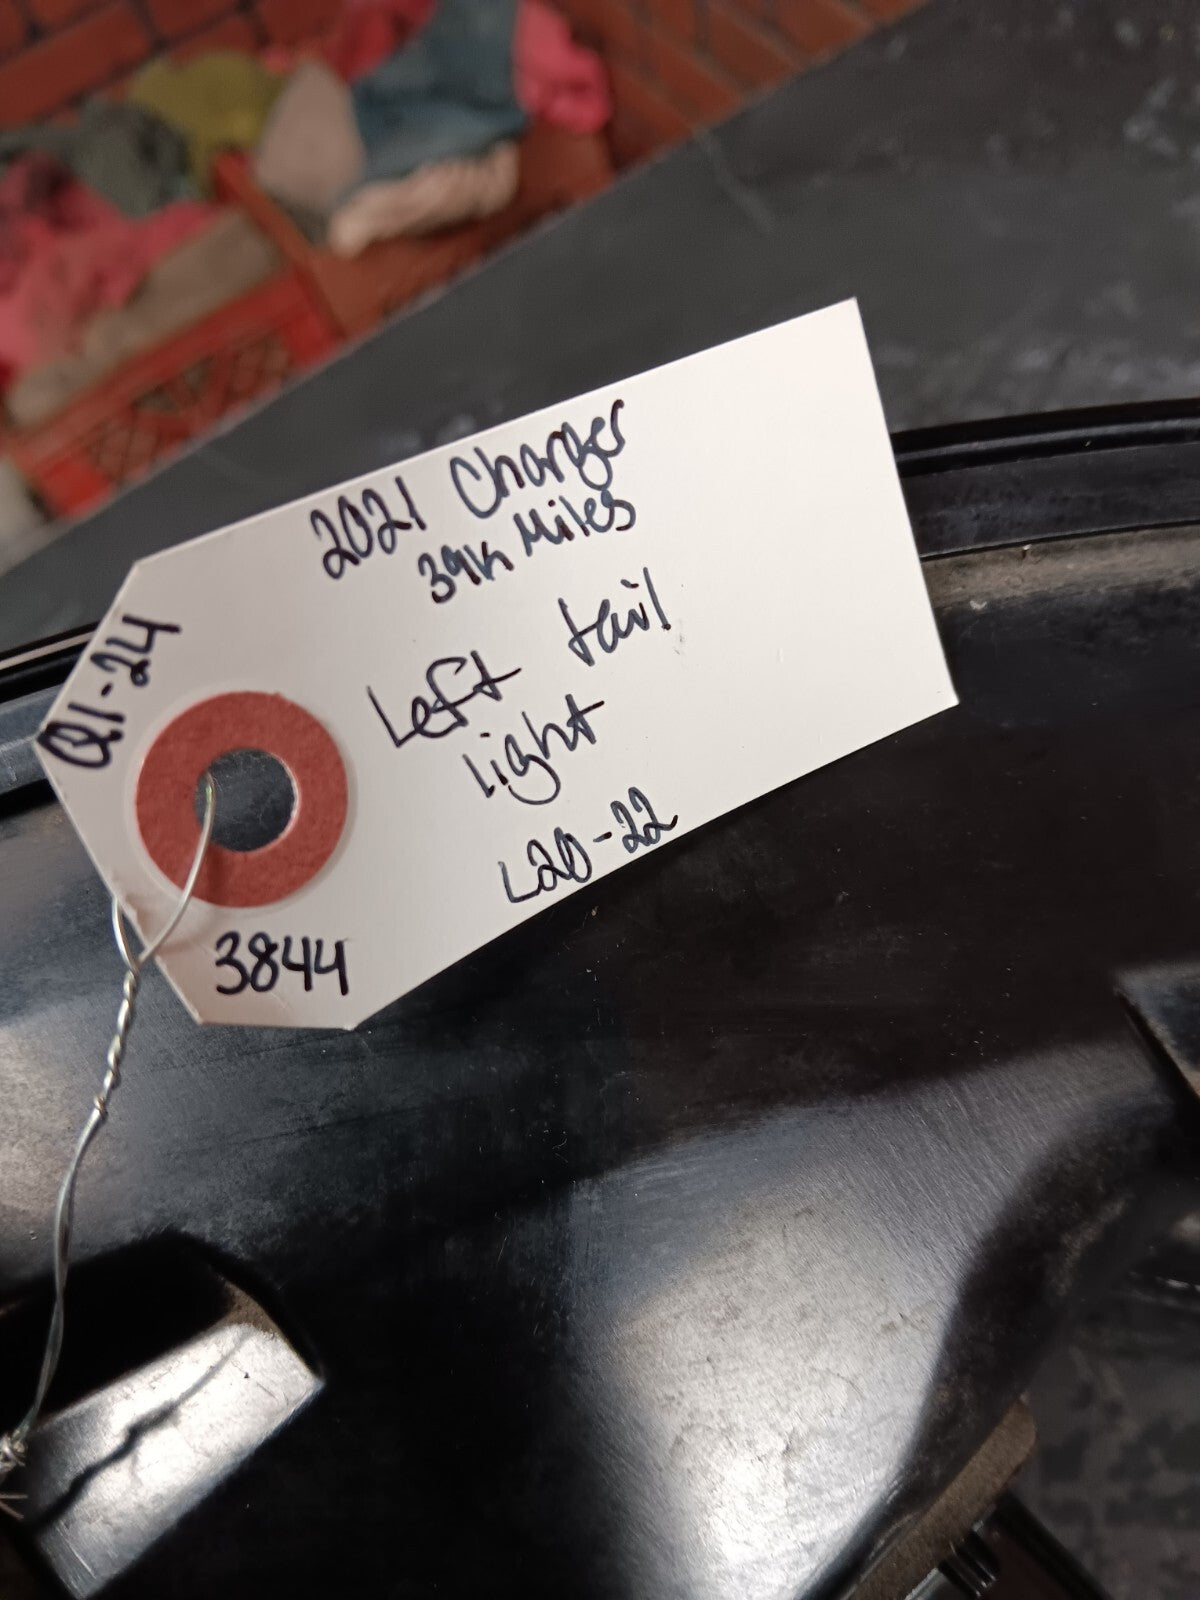 2021 Charger
39K Miles
Left tail
light
L20-22
Q1-24
3844